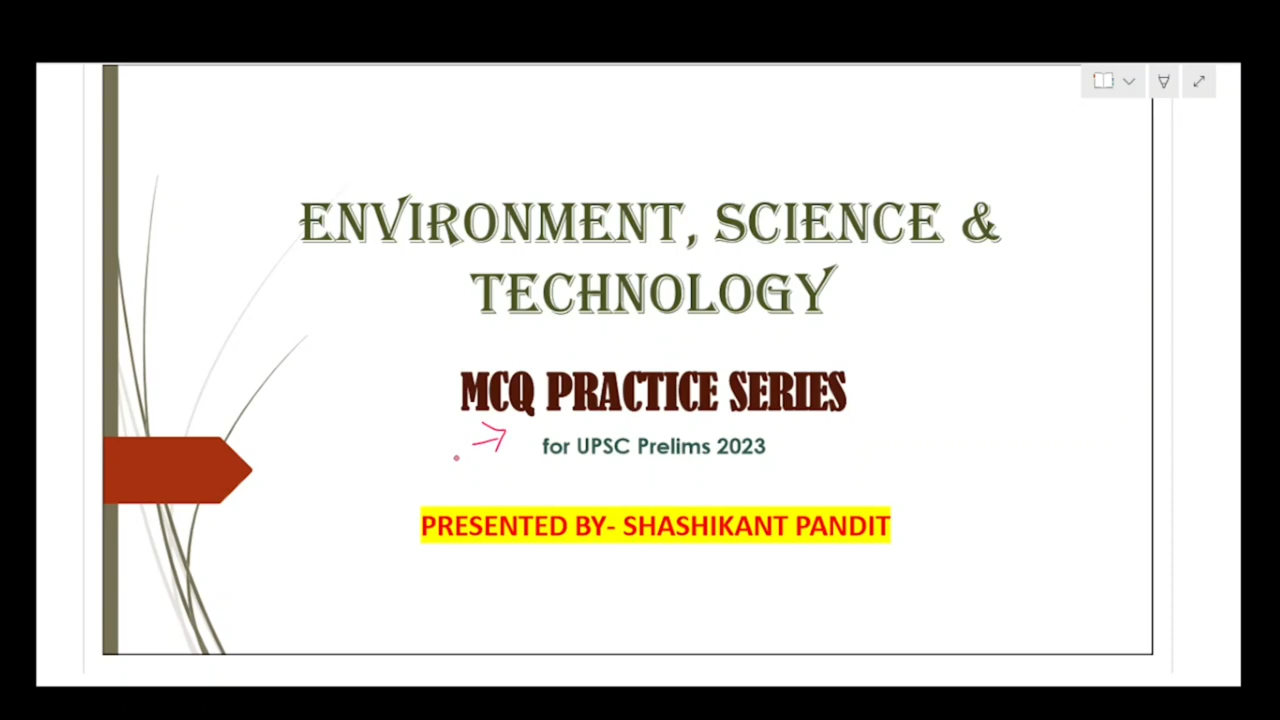 ENVIRONMENT, SCIENCE &
TECHNOLOGY
MCQ PRACTICE SERIES
for UPSC Prelims 2023
PRESENTED BY- SHASHIKANT PANDIT